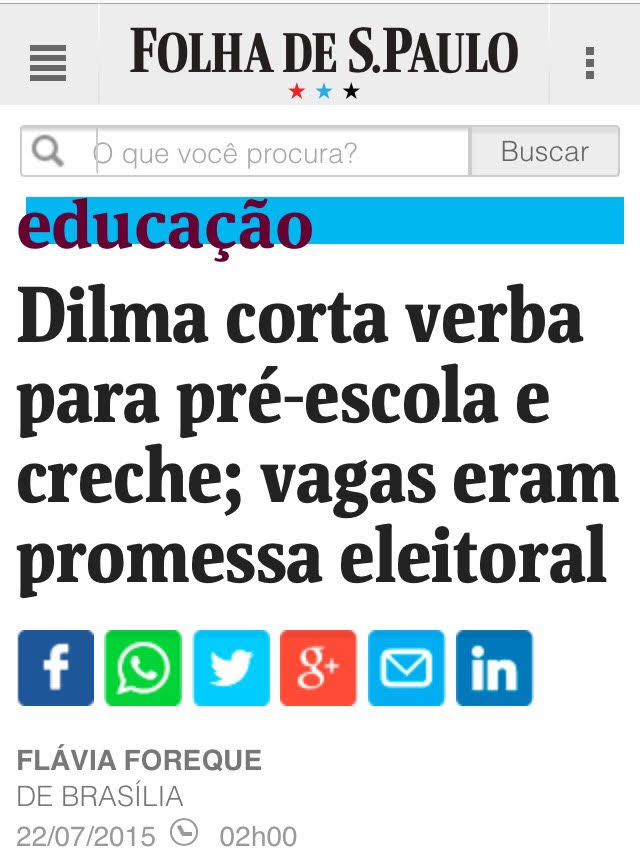 FOLHA DE S.PAULO
O que você procura?
Buscar
educação
Dilma corta verba
para pré-escola e
creche; vagas eram
promessa eleitoral
f
g+
in
FLÁVIA FOREQUE
DE BRASÍLIA
22/07/2015 02h00